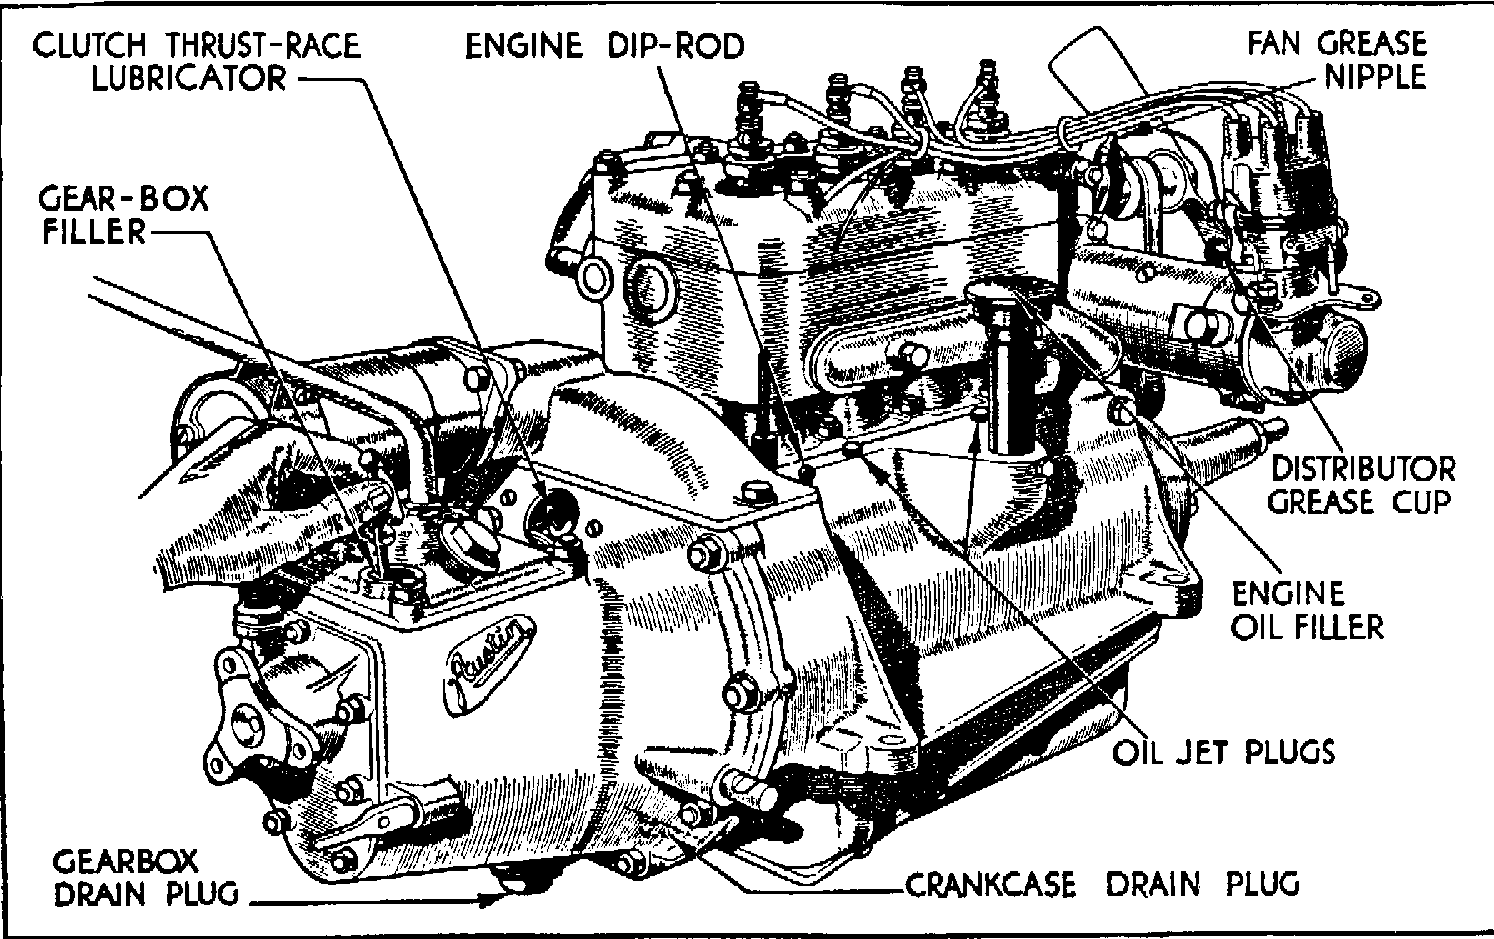 CLUTCH THRUST-RACE
LUBRICATOR
ENGINE DIP-ROD
FAN GREASE
NIPPLE
GEAR-BOX
FILLER
DISTRIBUTOR
GREASE CUP
ENGINE
OIL FILLER
Austin
OIL JET PLUGS
GEARBOX
DRAIN PLUG
CRANKCASE DRAIN PLUG